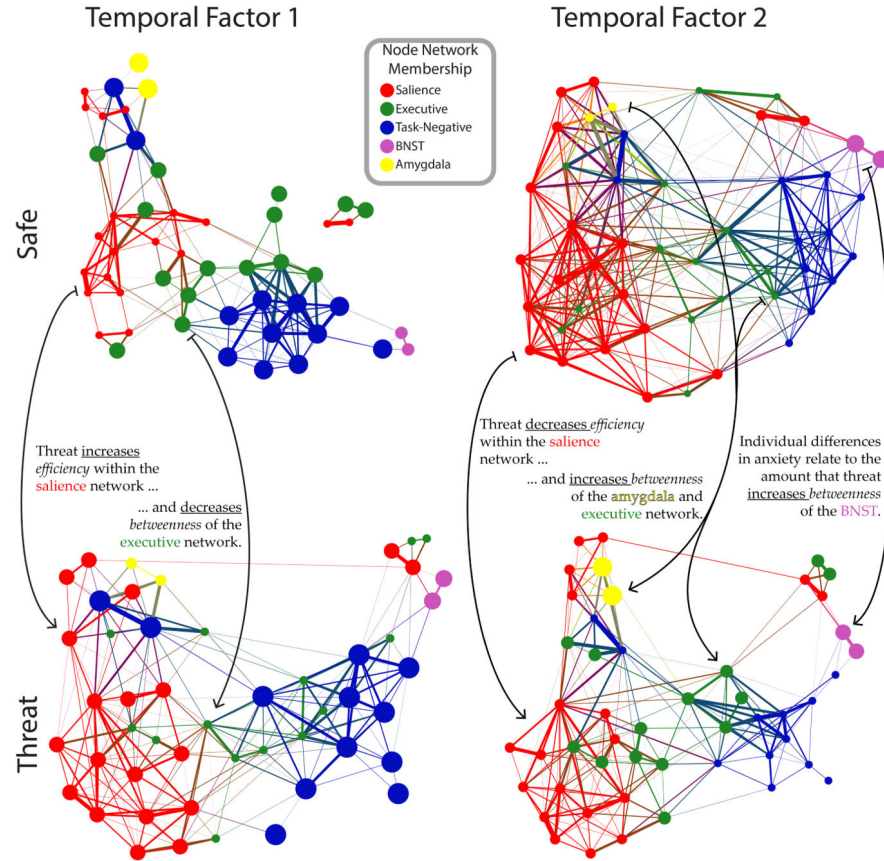 Temporal Factor 1
Temporal Factor 2
Node Network
Membership
Salience
Executive
Task-Negative
BNST
Amygdala
Safe
Threat increases
efficiency within the
salience network ...
... and decreases
betweenness of the
executive network.
Threat decreases efficiency
within the salience
network ...
... and increases betweenness
of the amygdala and
executive network.
Individual differences
in anxiety relate to the
amount that threat
increases betweenness
of the BNST.
Threat